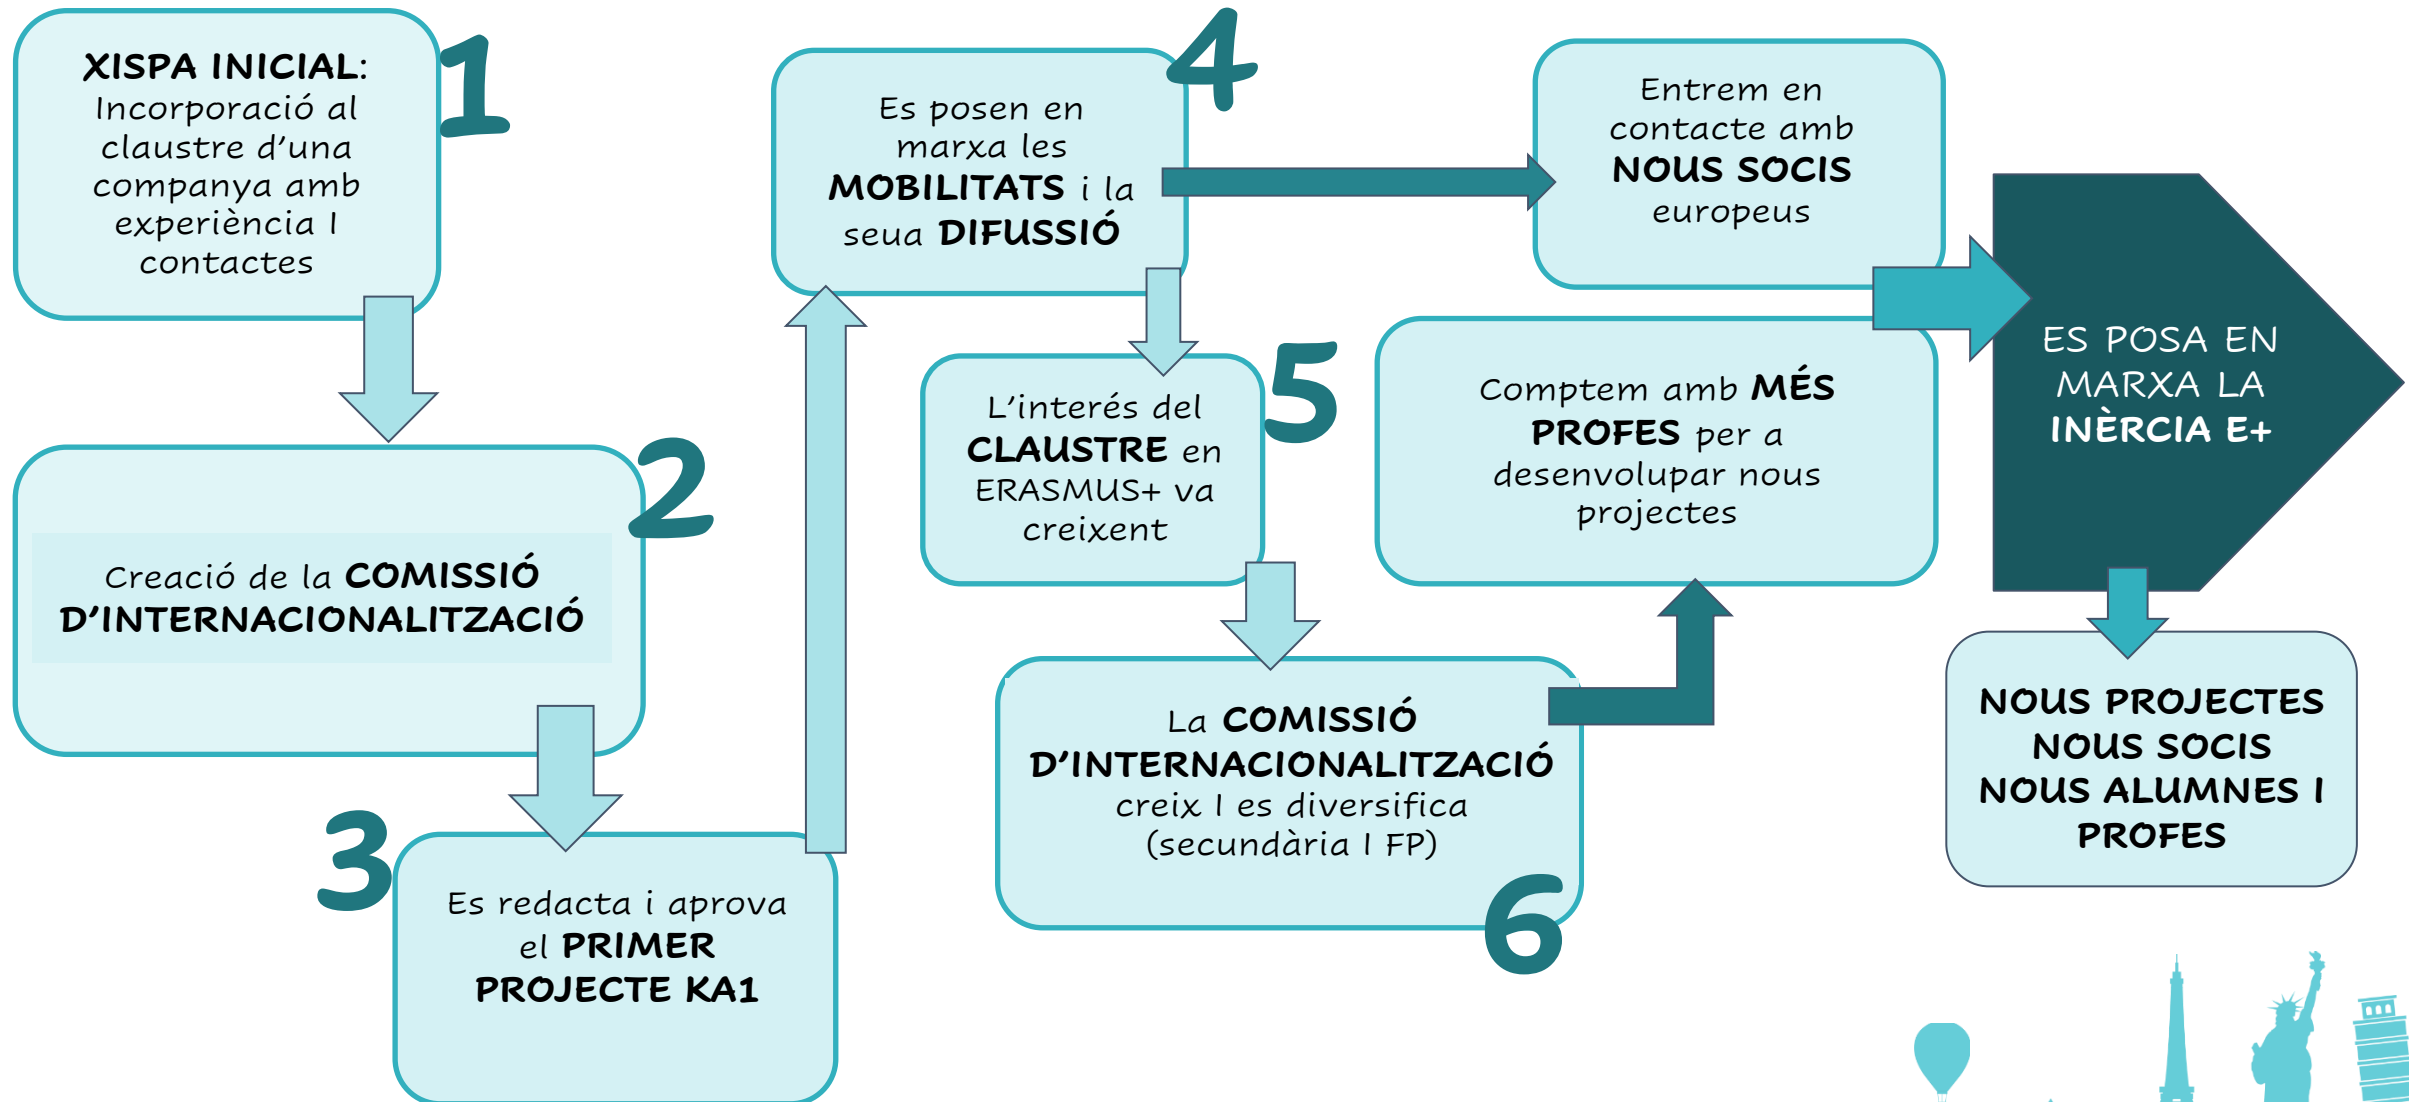 1
XISPA INICIAL:
Incorporació al
claustre d’una
companya amb
experiència I
contactes
2
Creació de la COMISSIÓ
D’INTERNACIONALITZACIÓ
3
Es redacta i aprova
el PRIMER
PROJECTE KA1
4
Es posen en
marxa les
MOBILITATS i la
seua DIFUSSIÓ
5
L’interés del
CLAUSTRE en
ERASMUS+ va
creixent
6
La COMISSIÓ
D’INTERNACIONALITZACIÓ
creix I es diversifica
(secundària I FP)
Entrem en
contacte amb
NOUS SOCIS
europeus
Comptem amb MÉS
PROFES per a
desenvolupar nous
projectes
ES POSA EN
MARXA LA
INÈRCIA E+
NOUS PROJECTES
NOUS SOCIS
NOUS ALUMNES I
PROFES